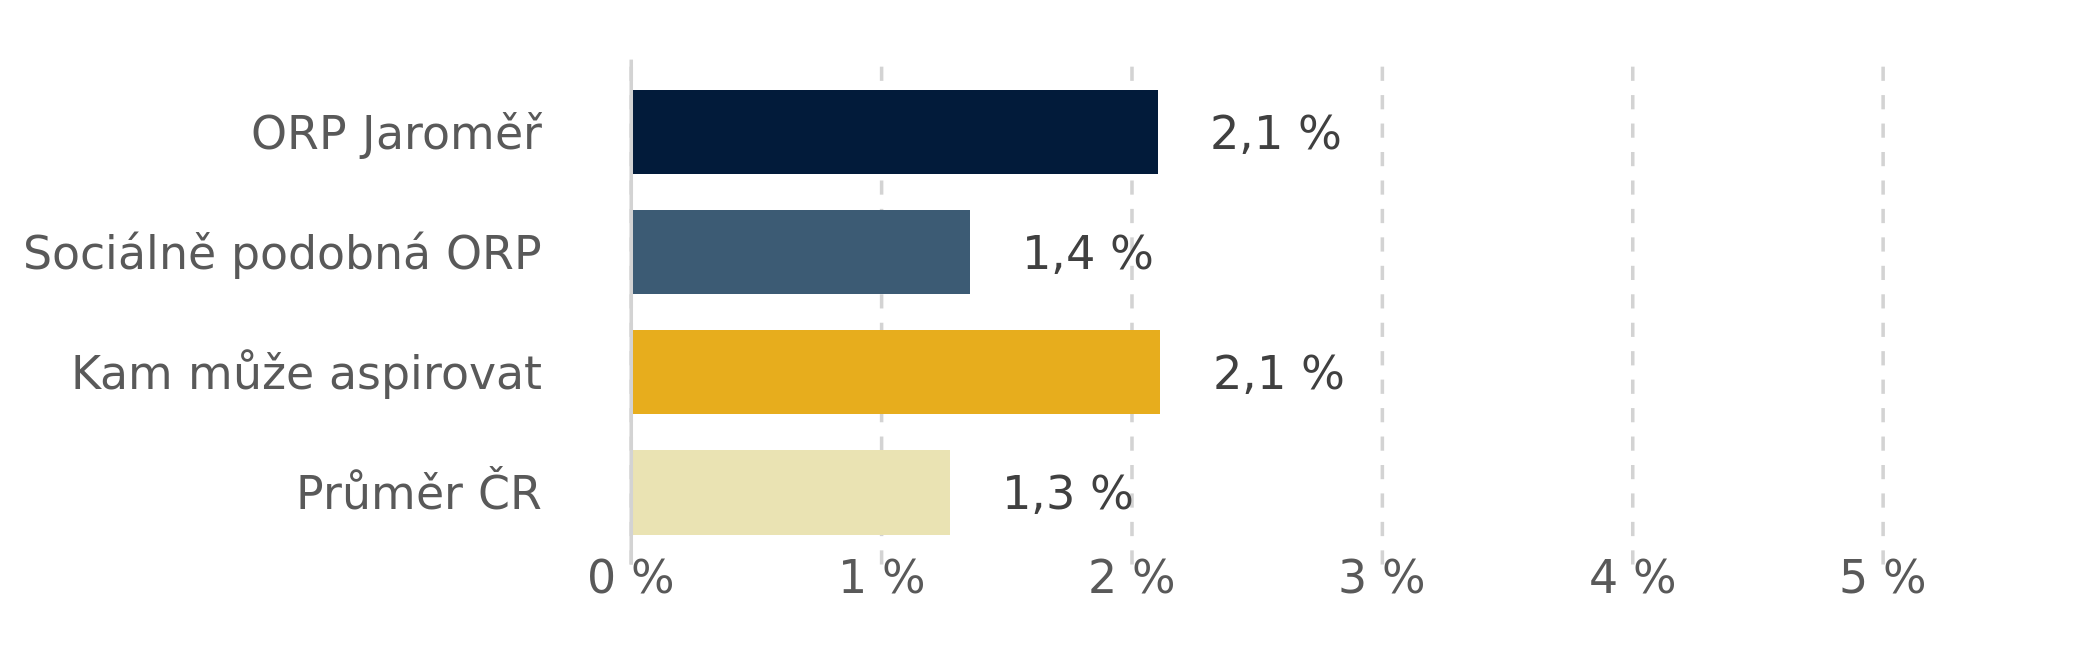 ORP Jaroměř 2,1 %
Sociálně podobná ORP 1,4 %
Kam může aspirovat 2,1 %
Průměr ČR 1,3 %
0 % 1 % 2 % 3 % 4 % 5 %